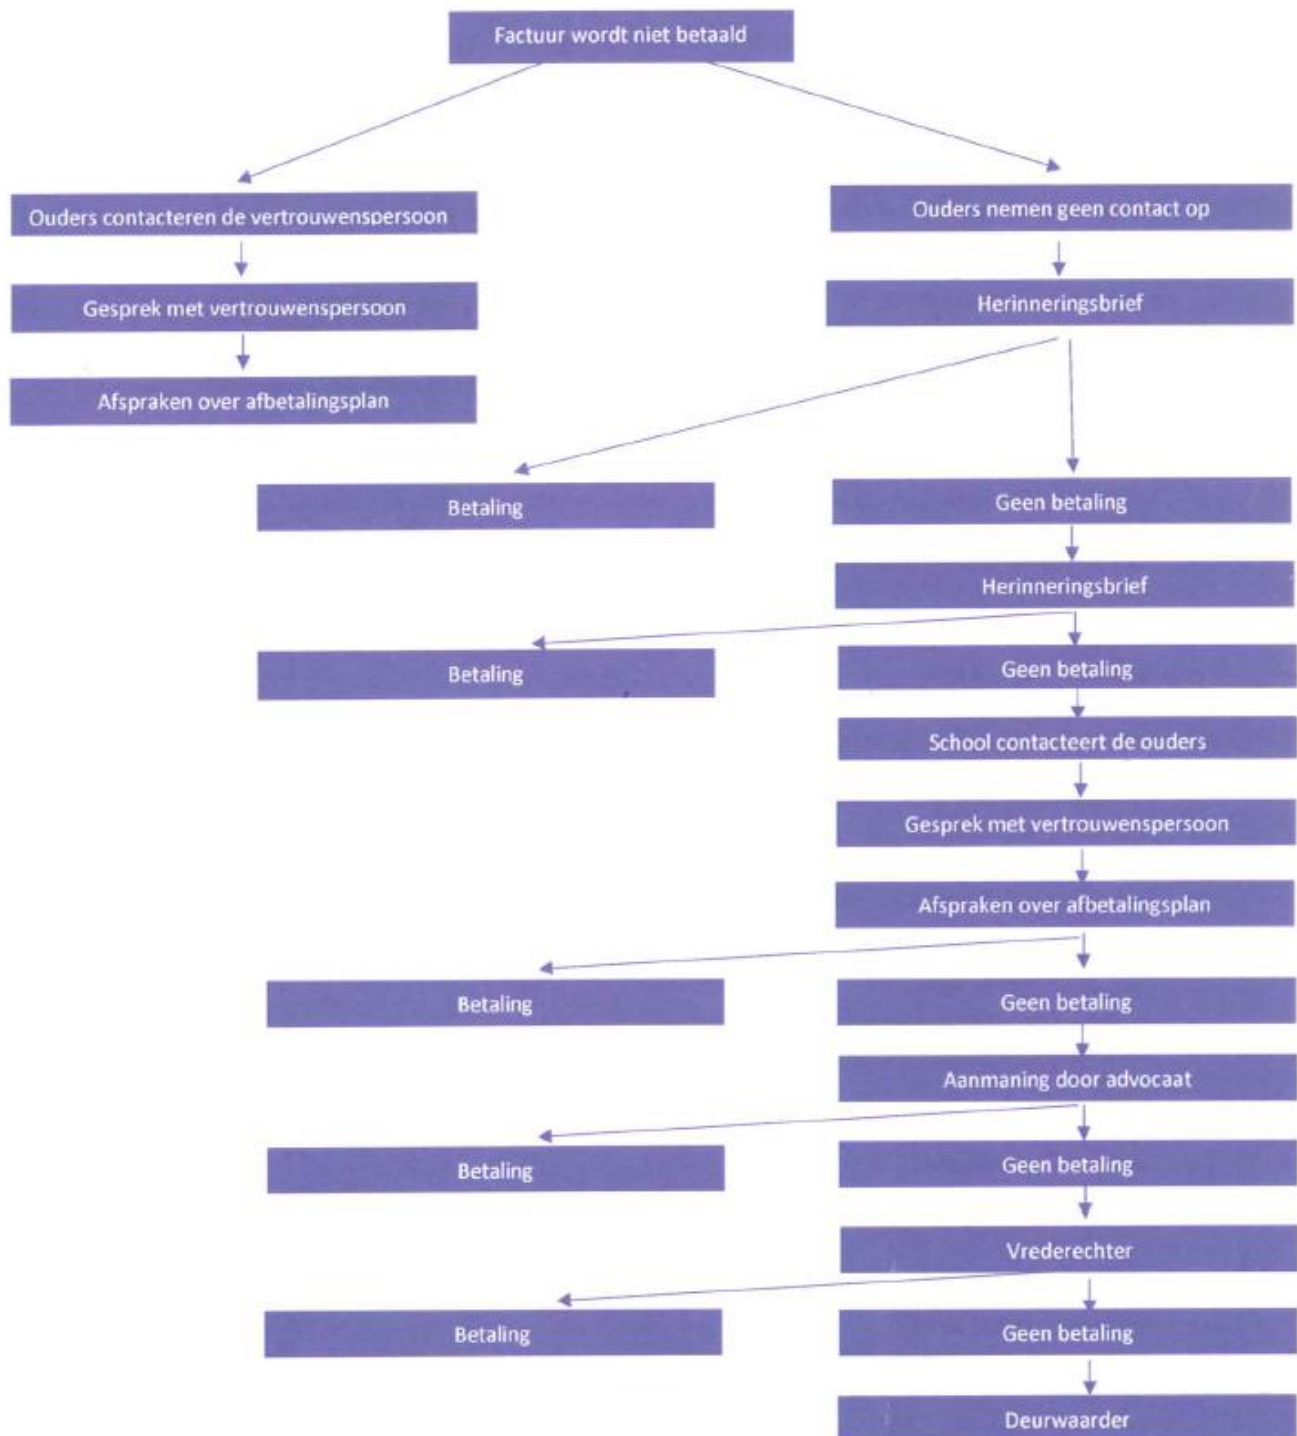 Factuur wordt niet betaald
Ouders contacteren de vertrouwenspersoon
Ouders nemen geen contact op
Gesprek met vertrouwenspersoon
Herinneringsbrief
Afspraken over afbetalingsplan
Betaling
Geen betaling
Herinneringsbrief
Betaling
Geen betaling
School contacteert de ouders
Gesprek met vertrouwenspersoon
Afspraken over afbetalingsplan
Betaling
Geen betaling
Aanmaning door advocaat
Betaling
Geen betaling
Vrederechter
Betaling
Geen betaling
Deurwaarder